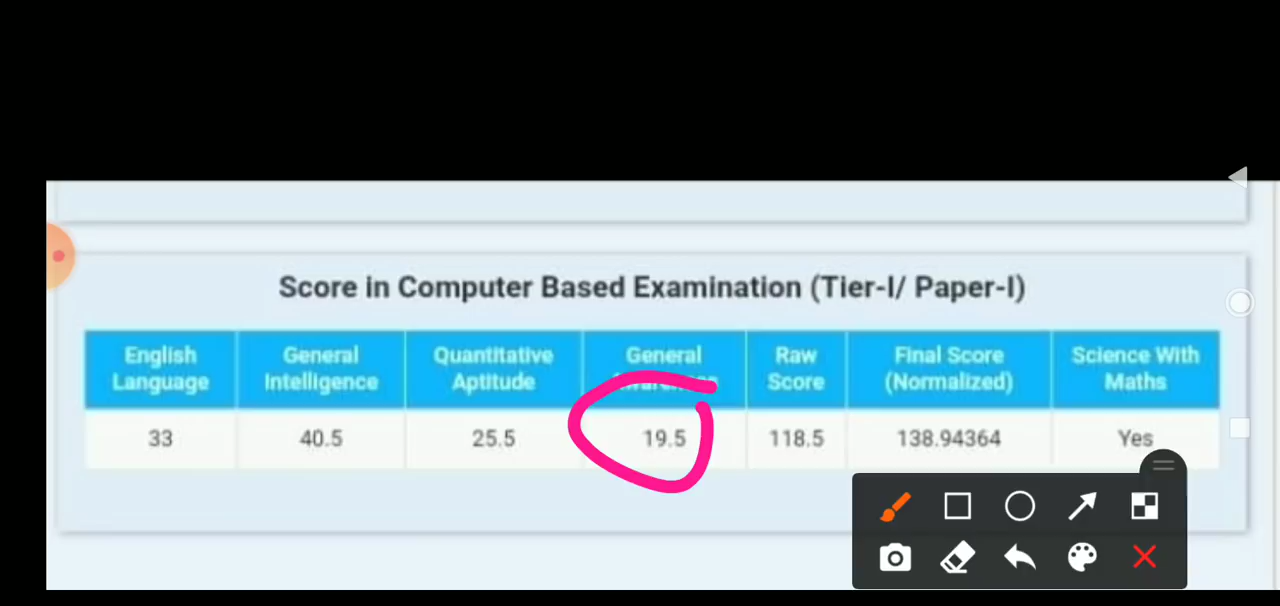 Score in Computer Based Examination (Tier-I/ Paper-I)
English Language
General Intelligence
Quantitative Aptitude
General
Raw Score
Final Score (Normalized)
Science With Maths
33
40.5
25.5
19.5
118.5
138.94364
Yes